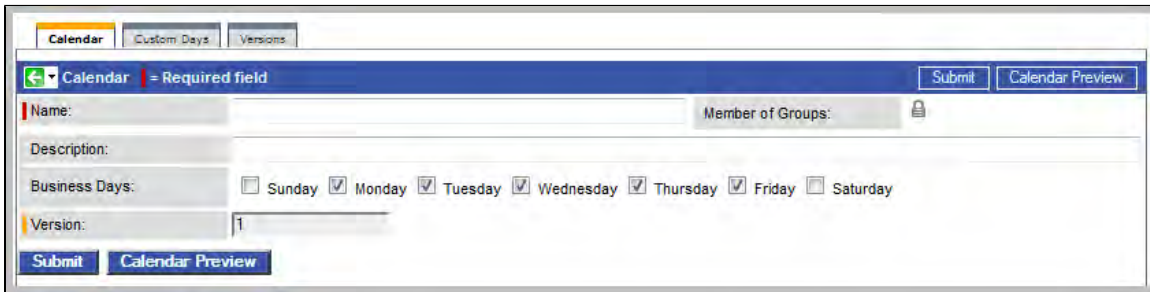 Calendar Custom Days Versions
Calendar = Required field Submit Calendar Preview
Name: Member of Groups:
Description:
Business Days: Sunday Monday Tuesday Wednesday Thursday Friday Saturday
Version: 1
Submit Calendar Preview